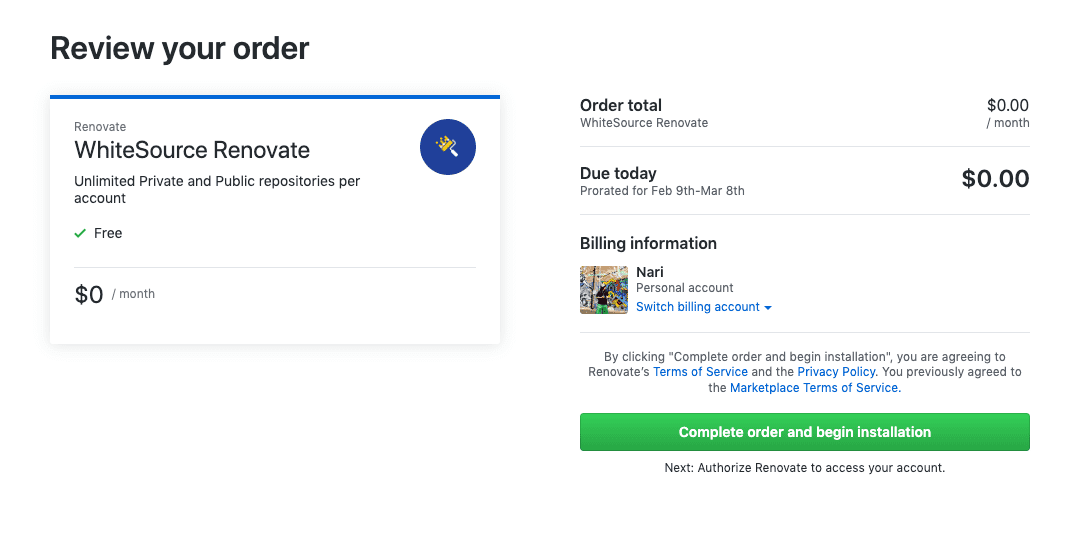 Review your order
Renovate
WhiteSource Renovate
Unlimited Private and Public repositories per
account
Free
$0 / month
Order total $0.00
WhiteSource Renovate / month
Due today $0.00
Prorated for Feb 9th-Mar 8th
Billing information
Nari
Personal account
Switch billing account
By clicking "Complete order and begin installation", you are agreeing to
Renovate's Terms of Service and the Privacy Policy. You previously agreed to
the Marketplace Terms of Service.
Complete order and begin installation
Next: Authorize Renovate to access your account.